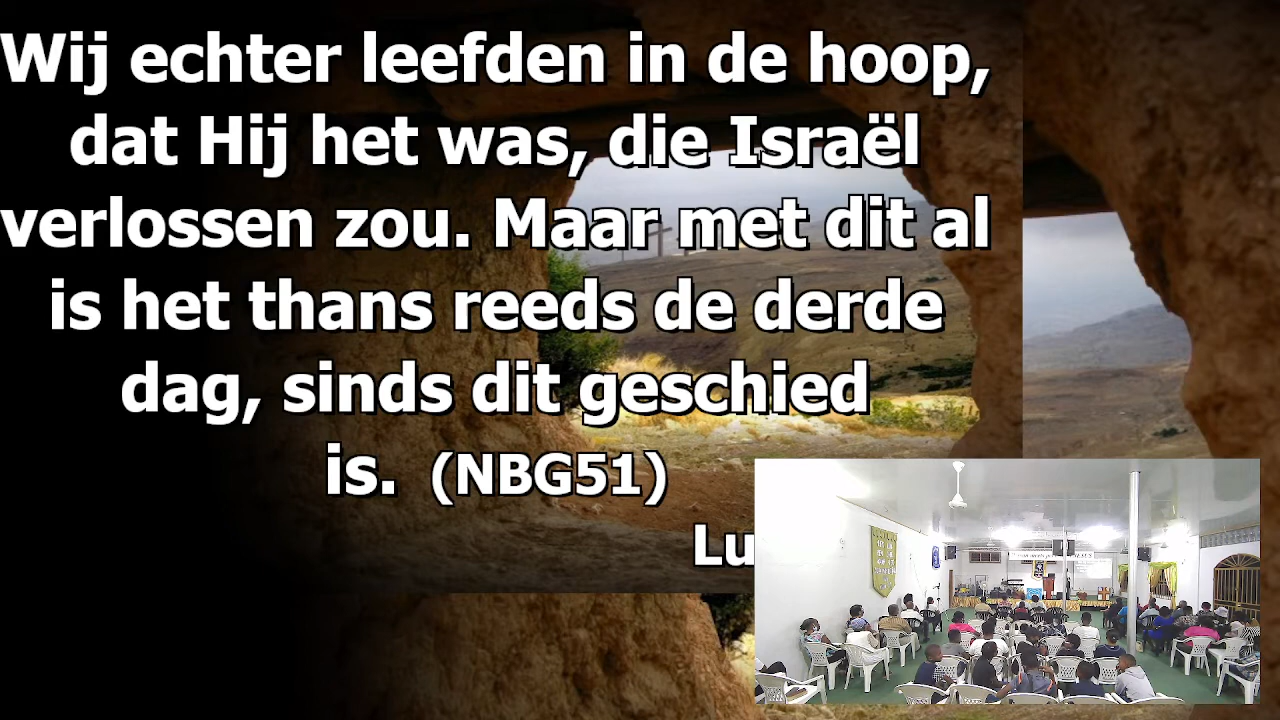 Wij echter leefden in de hoop,
dat Hij het was, die Israël
verlossen zou. Maar met dit al
is het thans reeds de derde
dag, sinds dit geschied
is. (NBG51)
Lu